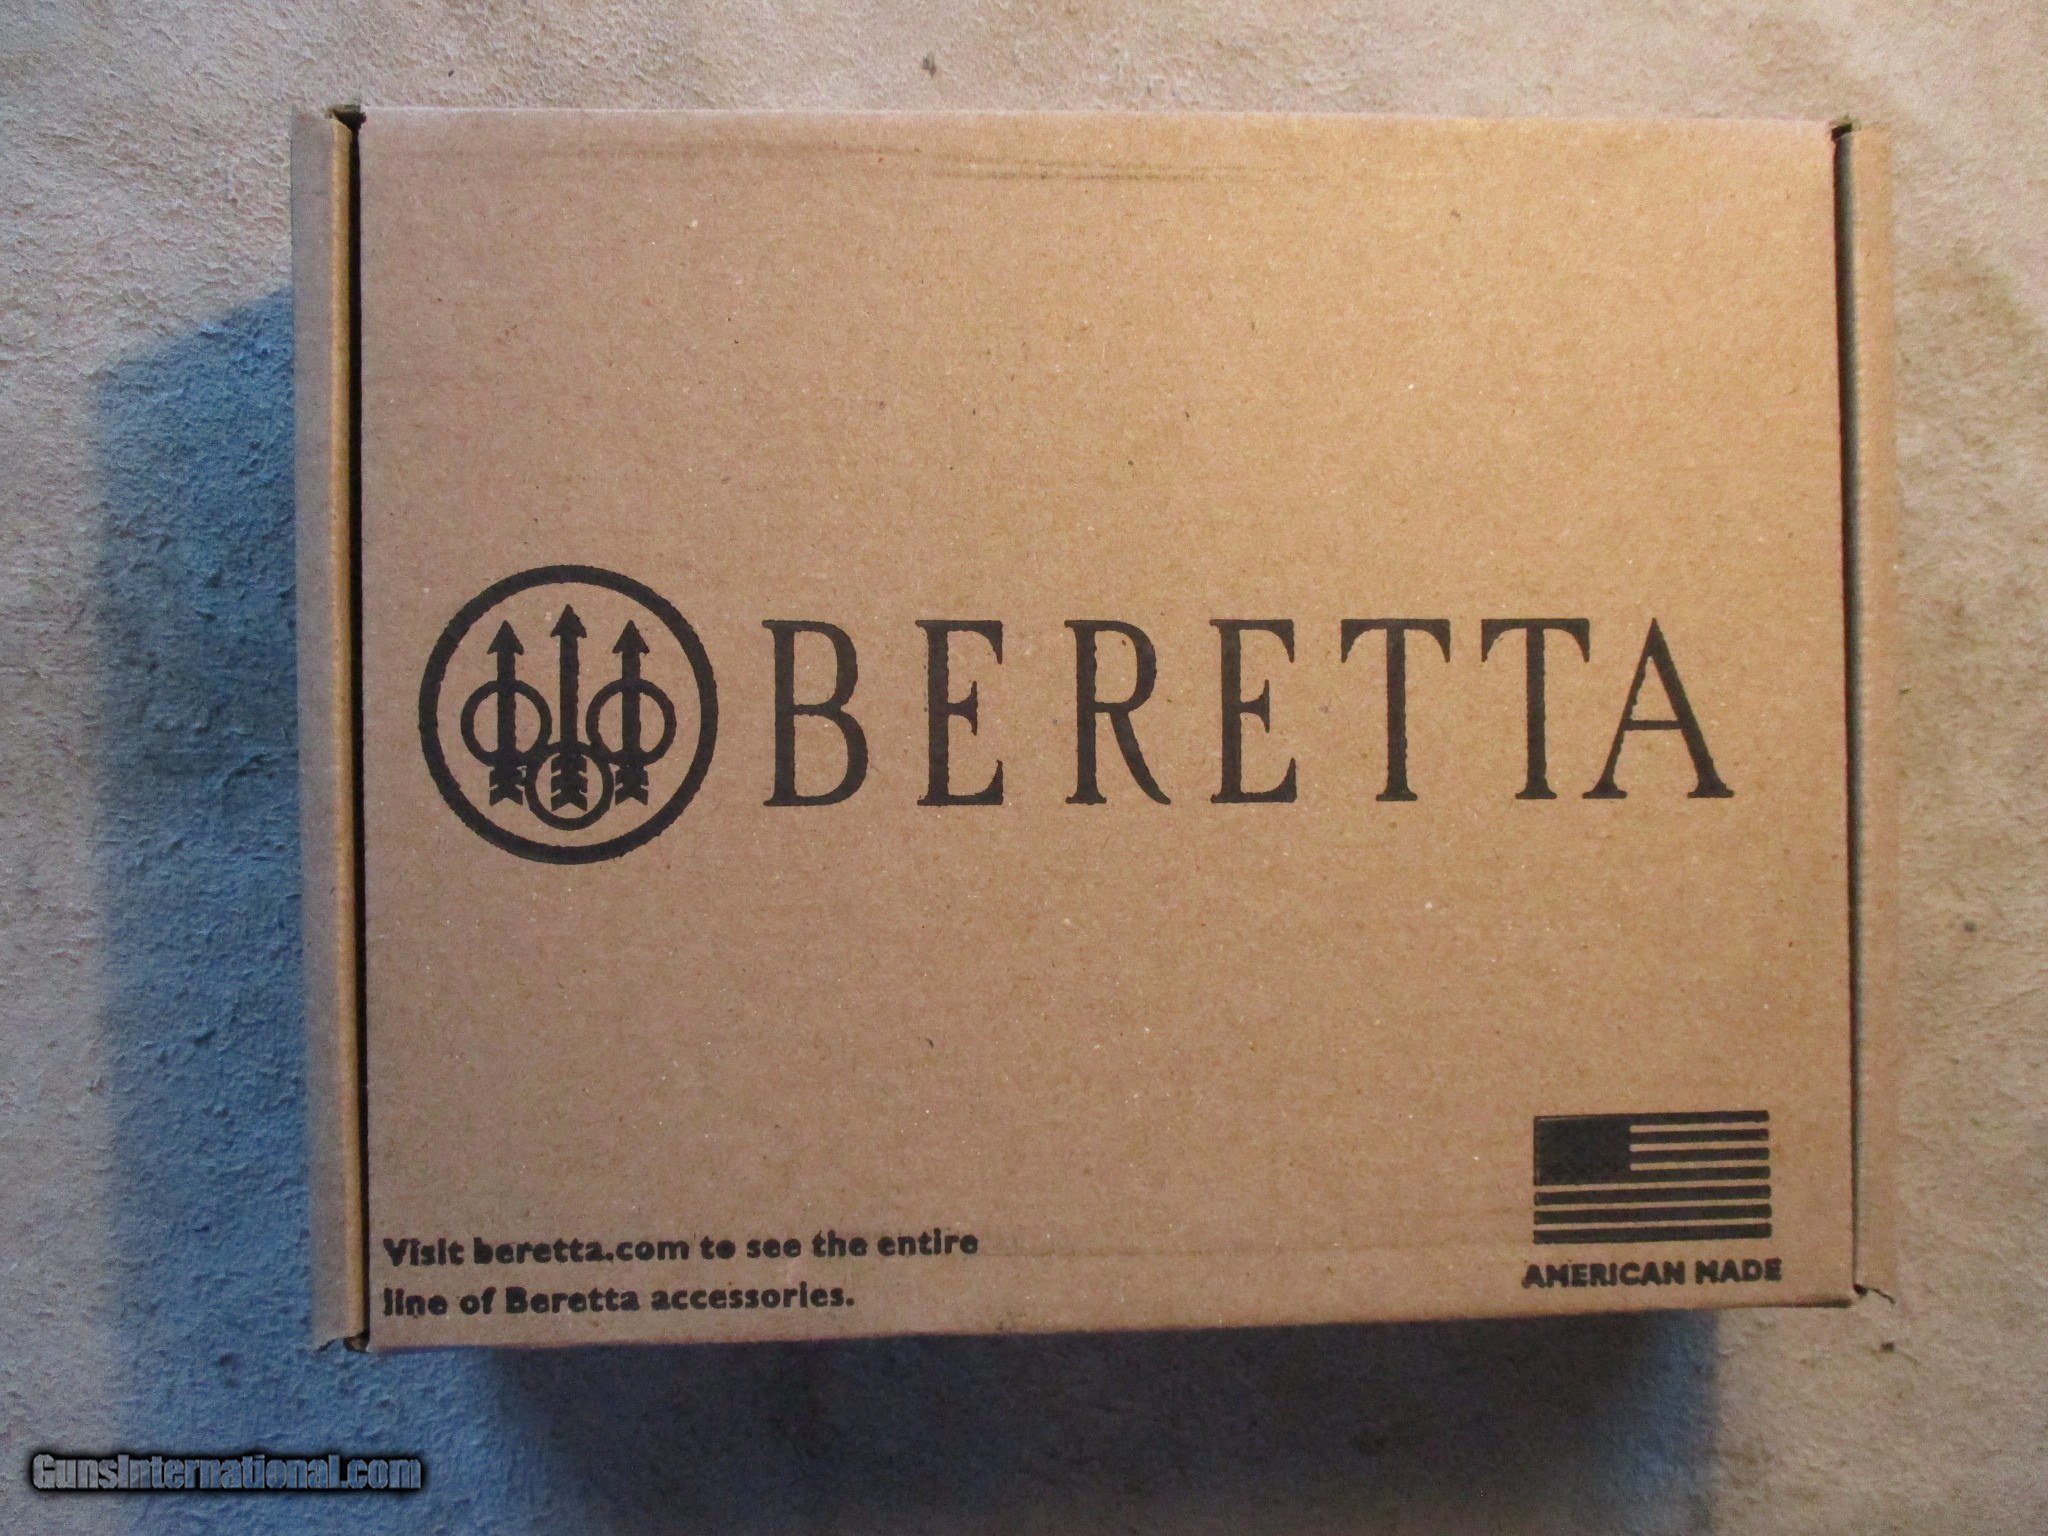 BERETTA
Visit beretta.com to see the entire
line of Beretta accessories.
AMERICAN MADE
GunsInternational.com